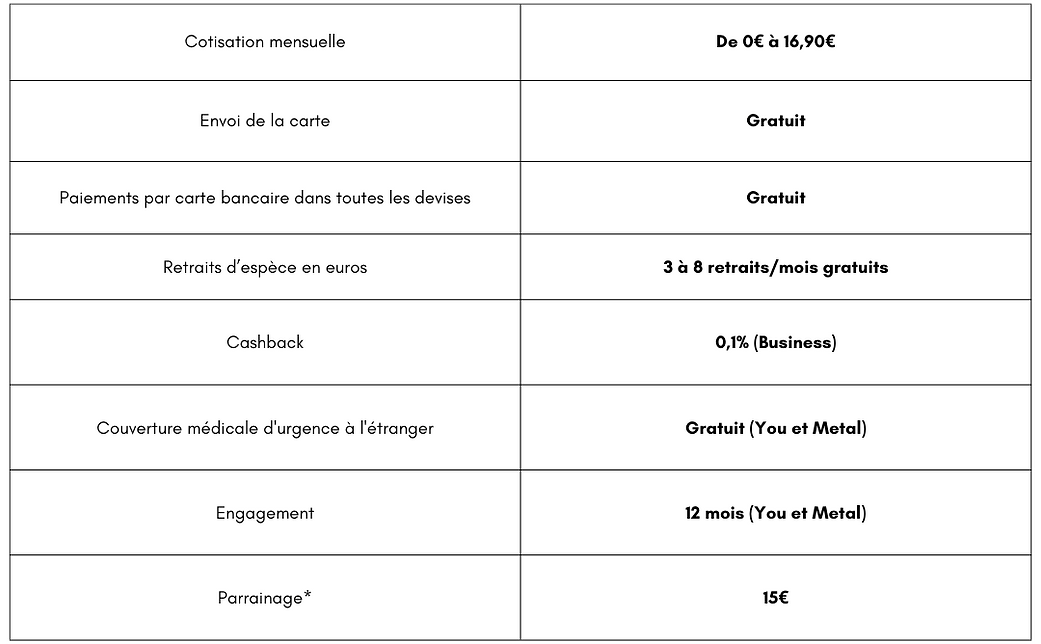 Cotisation mensuelle
De 0€ à 16,90€
Envoi de la carte
Gratuit
Paiements par carte bancaire dans toutes les devises
Gratuit
Retraits d’espèce en euros
3 à 8 retraits/mois gratuits
Cashback
0,1% (Business)
Couverture médicale d'urgence à l'étranger
Gratuit (You et Metal)
Engagement
12 mois (You et Metal)
Parrainage*
15€